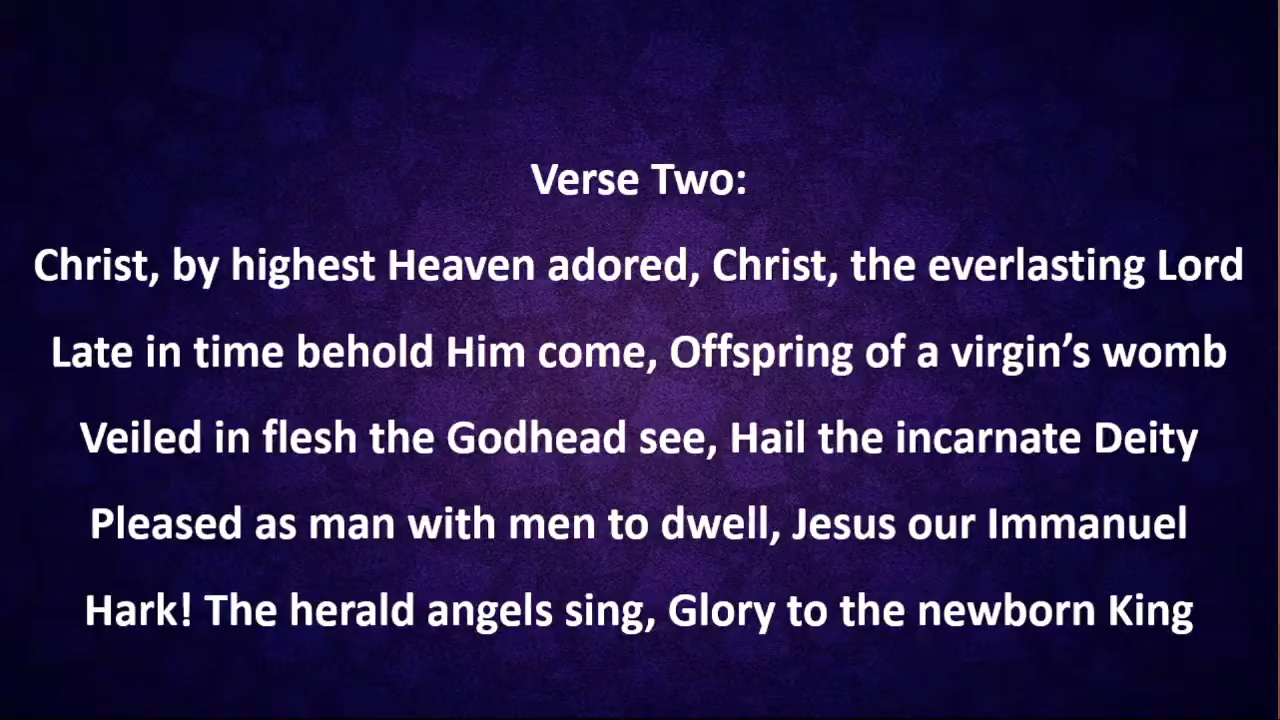 Verse Two:
Christ, by highest Heaven adored, Christ, the everlasting Lord
Late in time behold Him come, Offspring of a virgin’s womb
Veiled in flesh the Godhead see, Hail the incarnate Deity
Pleased as man with men to dwell, Jesus our Immanuel
Hark! The herald angels sing, Glory to the newborn King